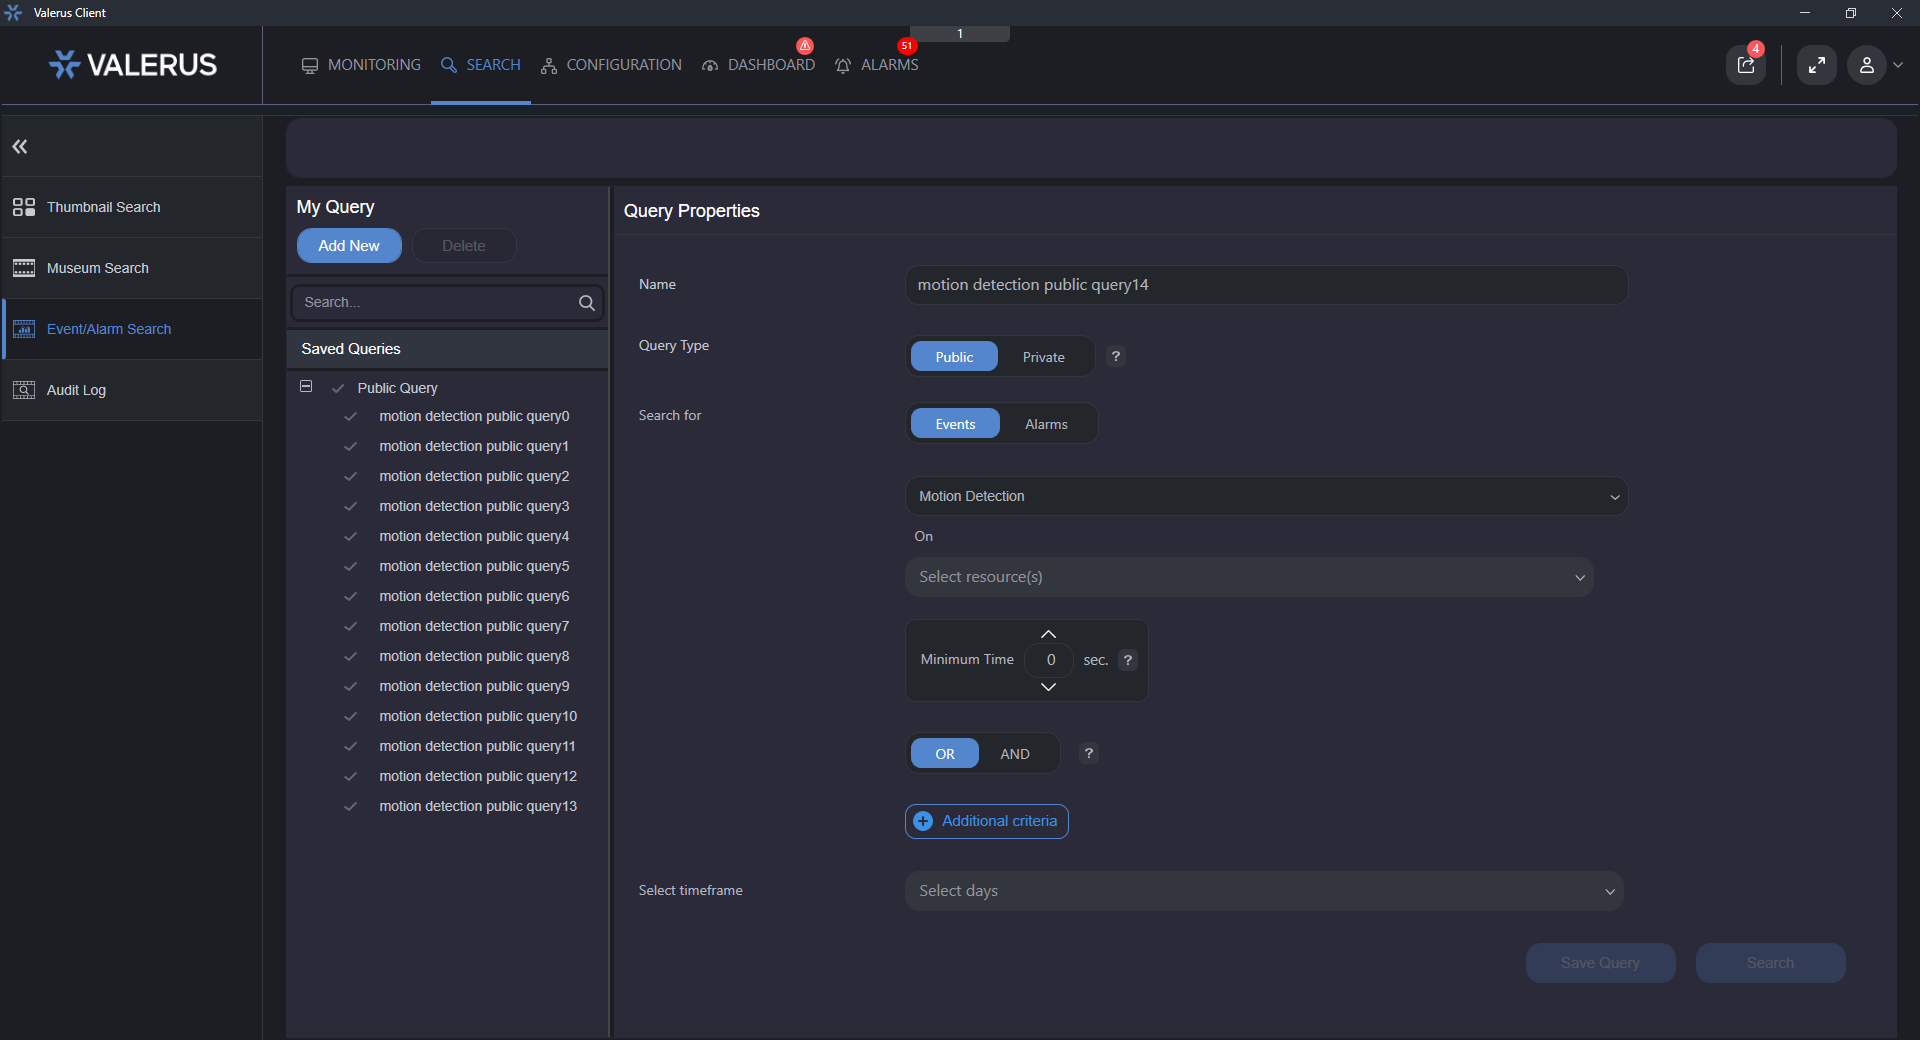 Valerus Client
1
VALERUS
MONITORING
SEARCH
CONFIGURATION
DASHBOARD
51
ALARMS
4
Thumbnail Search
Museum Search
Event/Alarm Search
Audit Log
My Query
Add New
Delete
Search...
Saved Queries
Public Query
motion detection public query0
motion detection public query1
motion detection public query2
motion detection public query3
motion detection public query4
motion detection public query5
motion detection public query6
motion detection public query7
motion detection public query8
motion detection public query9
motion detection public query10
motion detection public query11
motion detection public query12
motion detection public query13
Query Properties
Name
motion detection public query14
Query Type
Public
Private
?
Search for
Events
Alarms
Motion Detection
On
Select resource(s)
Minimum Time
0
sec.
?
OR
AND
?
Additional criteria
Select timeframe
Select days
Save Query
Search